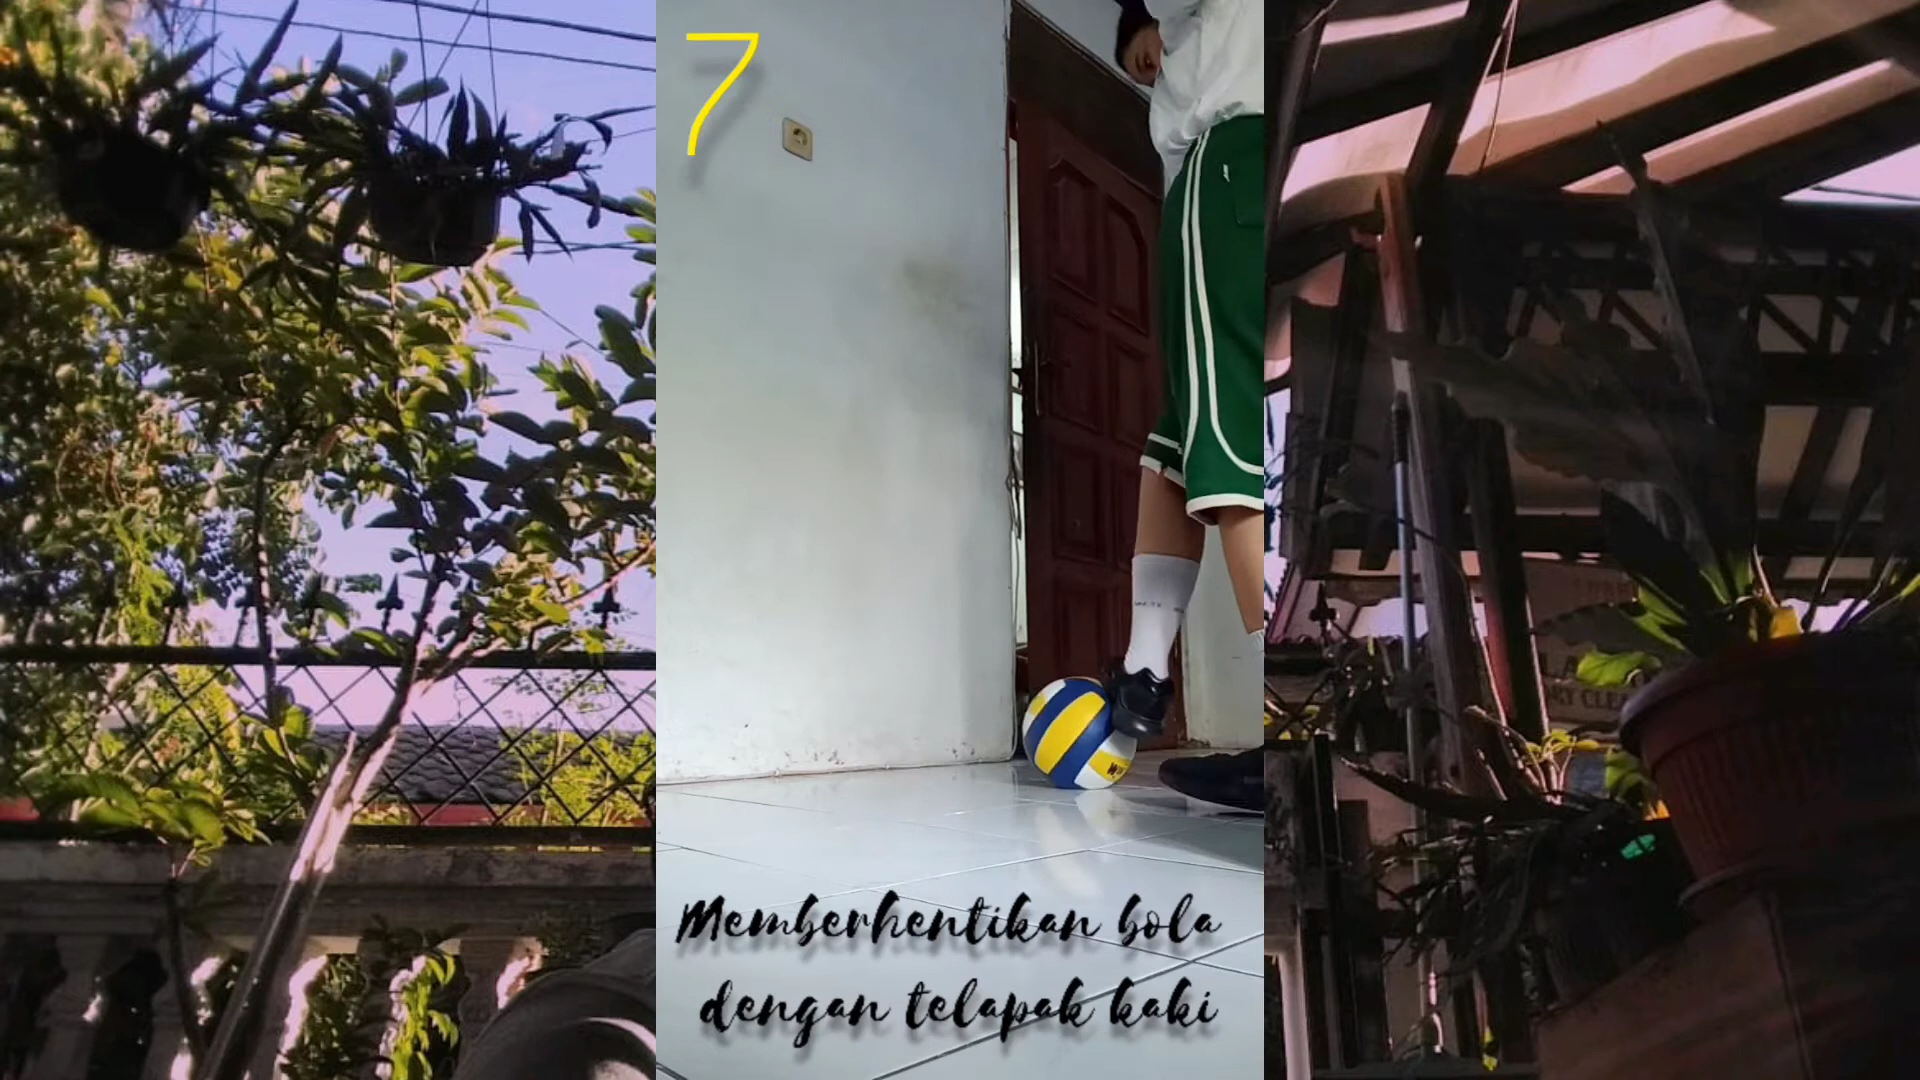 7
Memberhentikan bola
dengan telapak kaki